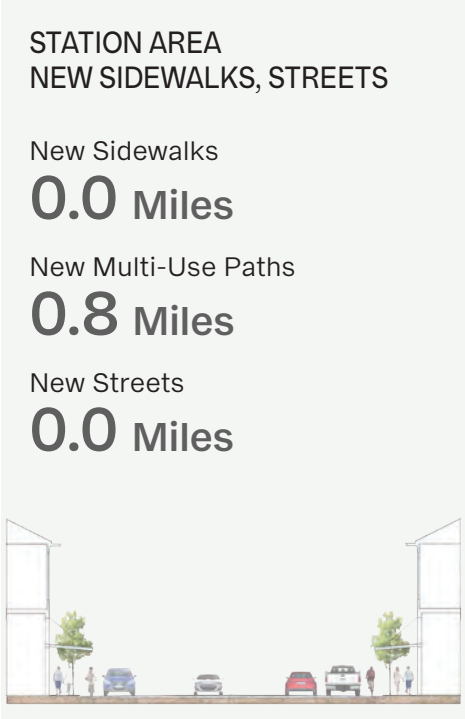 STATION AREA
NEW SIDEWALKS, STREETS
New Sidewalks
0.0 Miles
New Multi-Use Paths
0.8 Miles
New Streets
0.0 Miles